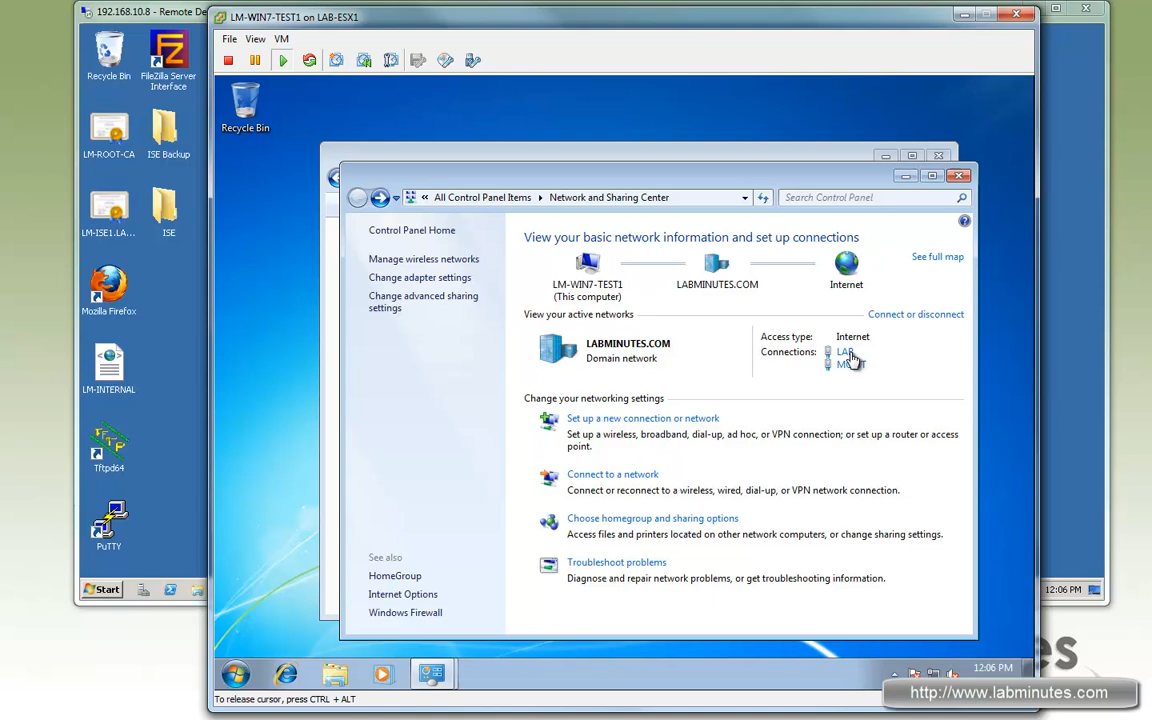 192.168.10.8 - Remote De
LM-WIN7-TEST1 on LAB-ESX1
File View VM
Recycle Bin
FileZilla Server
Interface
LM-ROOT-CA
ISE Backup
LM-ISE1.LA...
ISE
Mozilla Firefox
LM-INTERNAL
Tftpd64
PuTTY
Start
12:06 PM
Recycle Bin
« All Control Panel Items Network and Sharing Center
Search Control Panel
Control Panel Home
Manage wireless networks
Change adapter settings
Change advanced sharing
settings
See also
HomeGroup
Internet Options
Windows Firewall
View your basic network information and set up connections
See full map
LM-WIN7-TEST1
(This computer)
LABMINUTES.COM
Internet
View your active networks
Connect or disconnect
LABMINUTES.COM
Domain network
Access type: Internet
Connections: LAB
Change your networking settings
Set up a new connection or network
Set up a wireless, broadband, dial-up, ad hoc, or VPN connection; or set up a router or access
point.
Connect to a network
Connect or reconnect to a wireless, wired, dial-up, or VPN network connection.
Choose homegroup and sharing options
Access files and printers located on other network computers, or change sharing settings.
Troubleshoot problems
Diagnose and repair network problems, or get troubleshooting information.
12:06 PM
To release cursor, press CTRL + ALT
http://www.labminutes.com